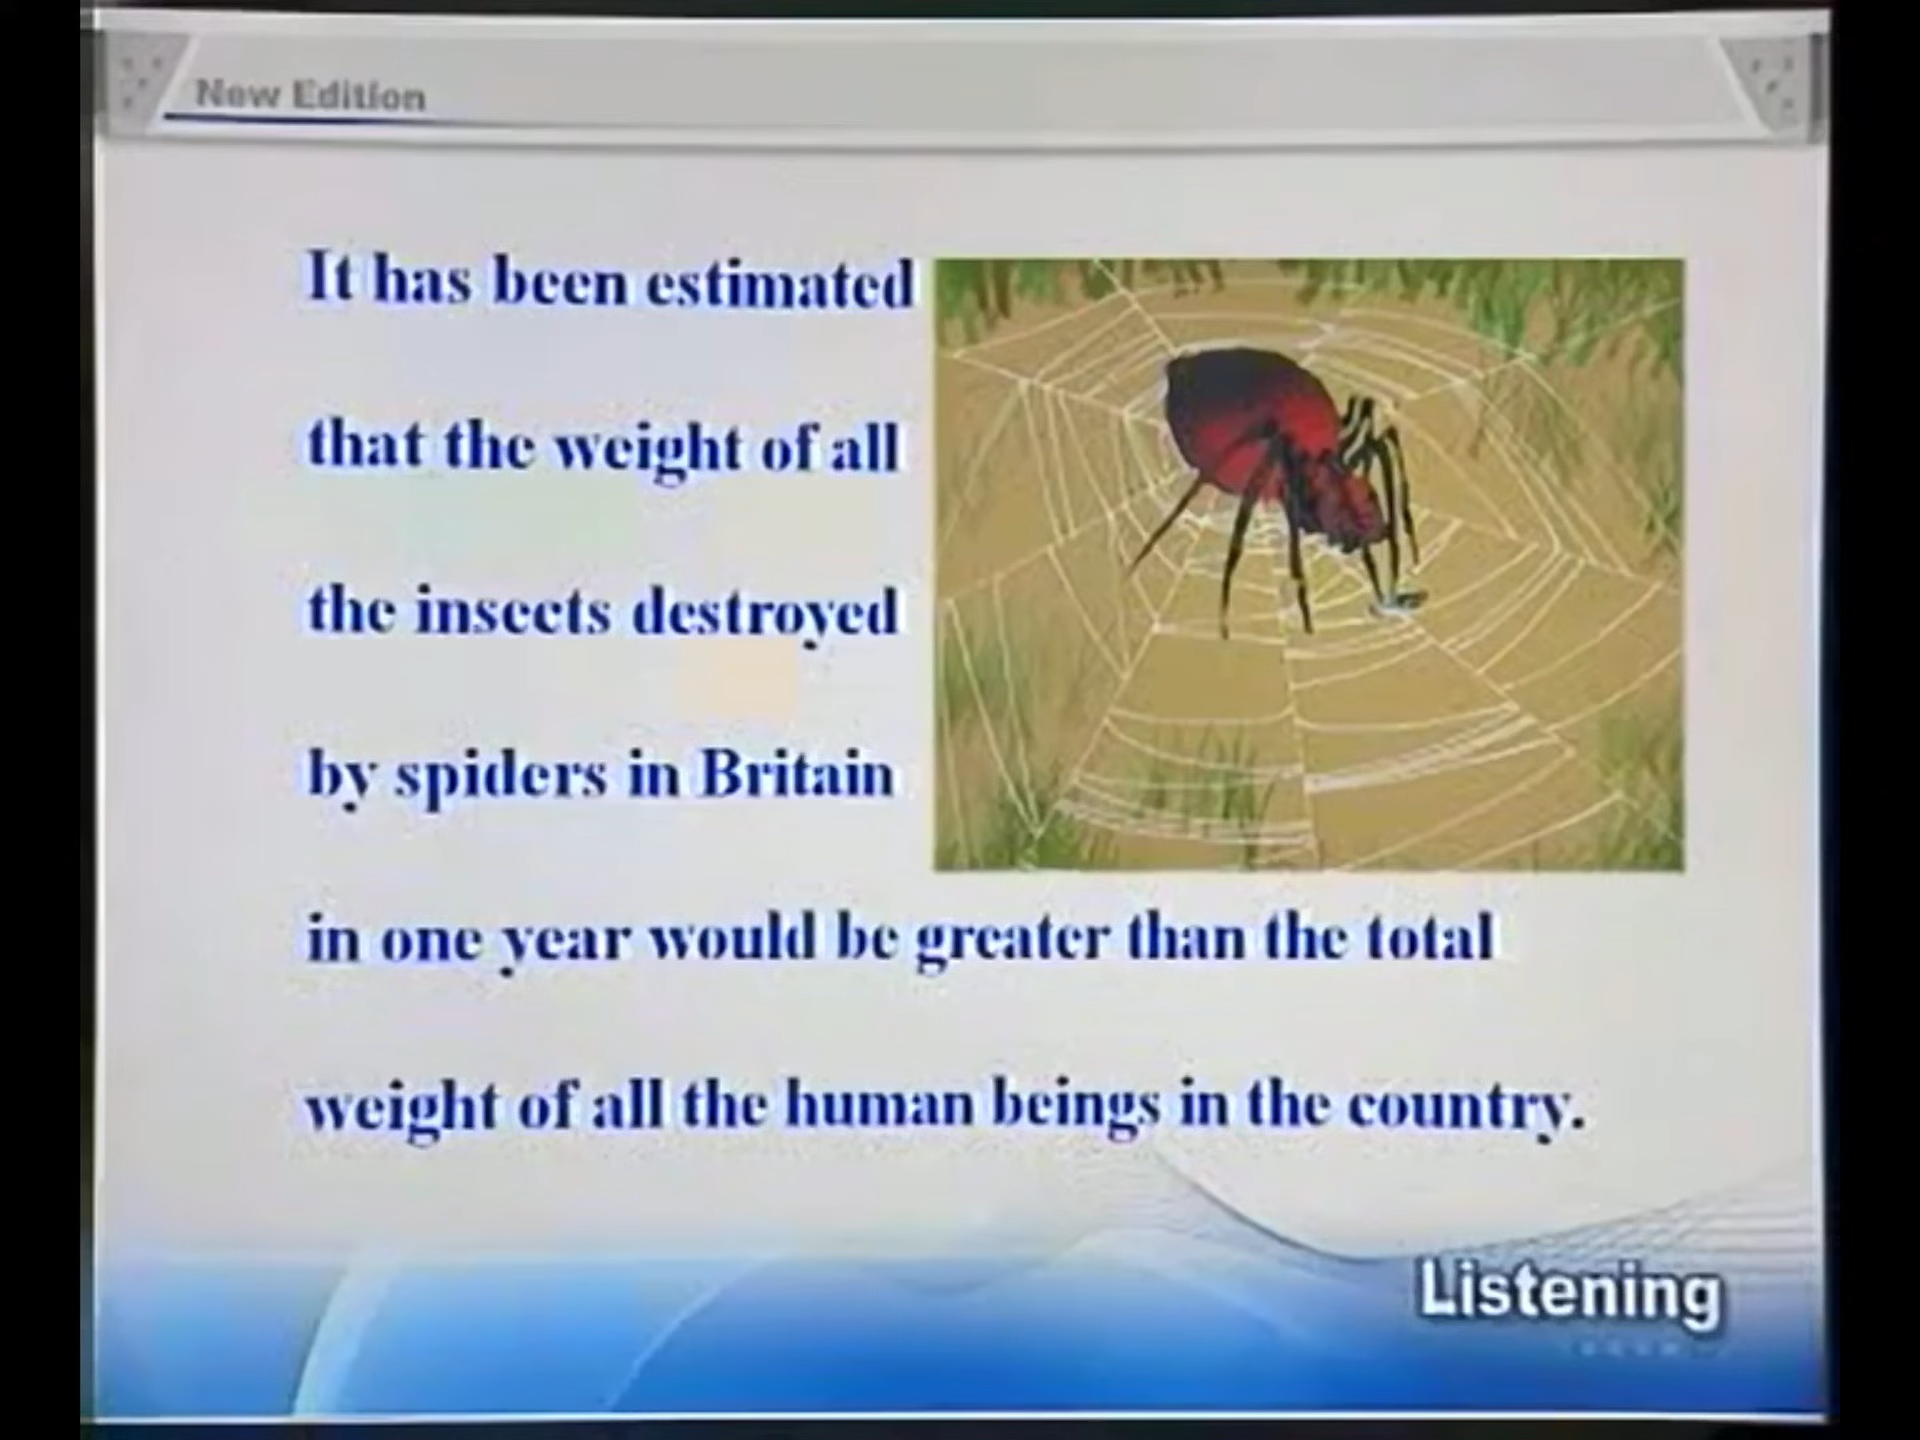 New Edition
It has been estimated
that the weight of all
the insects destroyed
by spiders in Britain
in one year would be greater than the total
weight of all the human beings in the country.
Listening